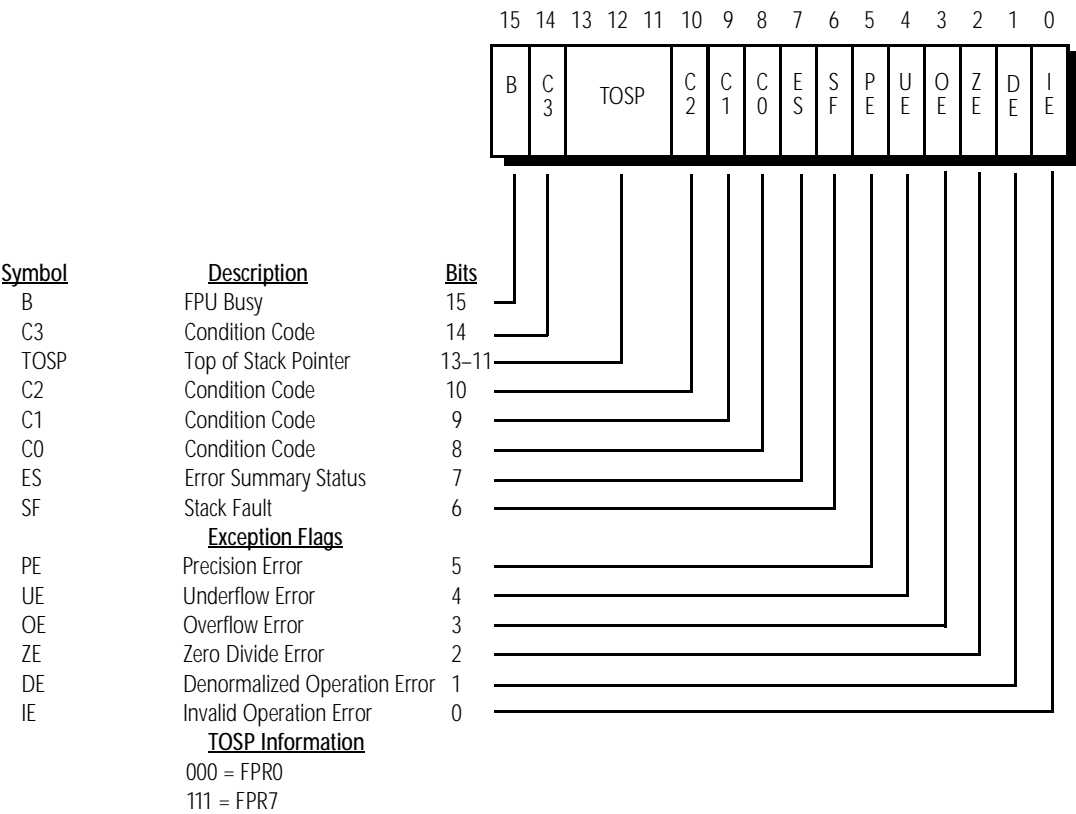 15 14 13 12 11 10 9 8 7 6 5 4 3 2 1 0
B C3 TOSP C2 C1 C0 ES SF PE UE OE ZE DE IE
Symbol Description Bits
B FPU Busy 15
C3 Condition Code 14
TOSP Top of Stack Pointer 13–11
C2 Condition Code 10
C1 Condition Code 9
C0 Condition Code 8
ES Error Summary Status 7
SF Stack Fault 6
Exception Flags
PE Precision Error 5
UE Underflow Error 4
OE Overflow Error 3
ZE Zero Divide Error 2
DE Denormalized Operation Error 1
IE Invalid Operation Error 0
TOSP Information
000 = FPR0
111 = FPR7